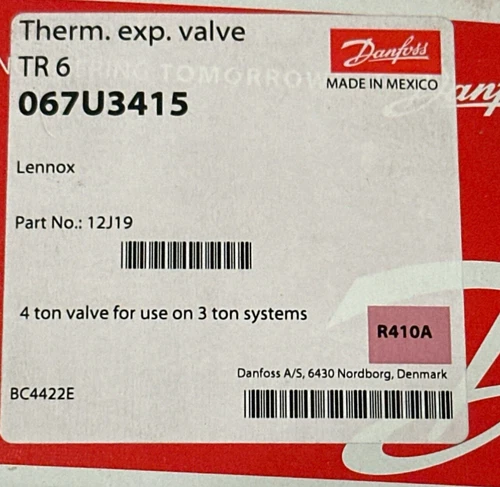 Therm. exp. valve
TR 6
067U3415
Danfoss
MADE IN MEXICO
TOMORROW
Lennox
Part No.: 12J19
4 ton valve for use on 3 ton systems
R410A
Danfoss A/S, 6430 Nordborg, Denmark
BC4422E